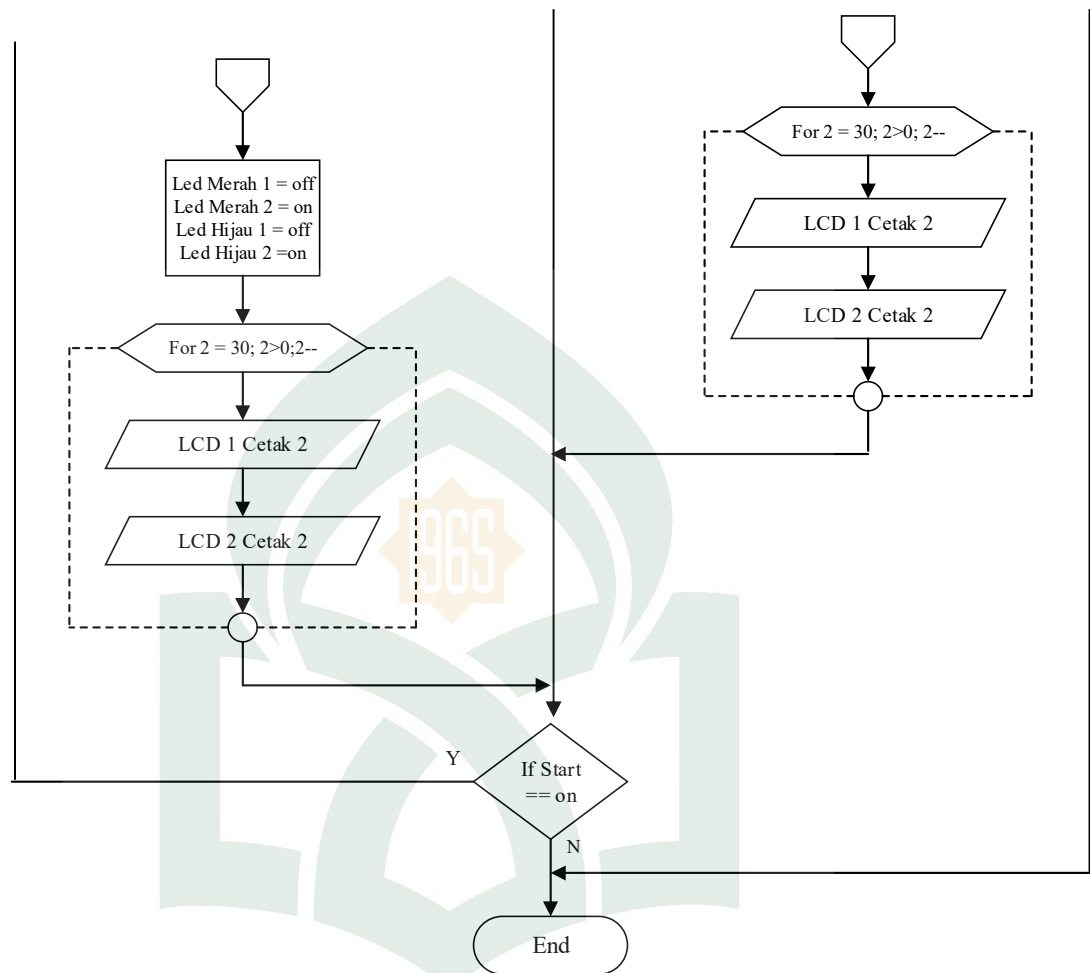 Led Merah 1 = off
Led Merah 2 = on
Led Hijau 1 = off
Led Hijau 2 =on
For 2 = 30; 2>0;2--
LCD 1 Cetak 2
LCD 2 Cetak 2
For 2 = 30; 2>0; 2--
LCD 1 Cetak 2
LCD 2 Cetak 2
965
Y
If Start
== on
N
End